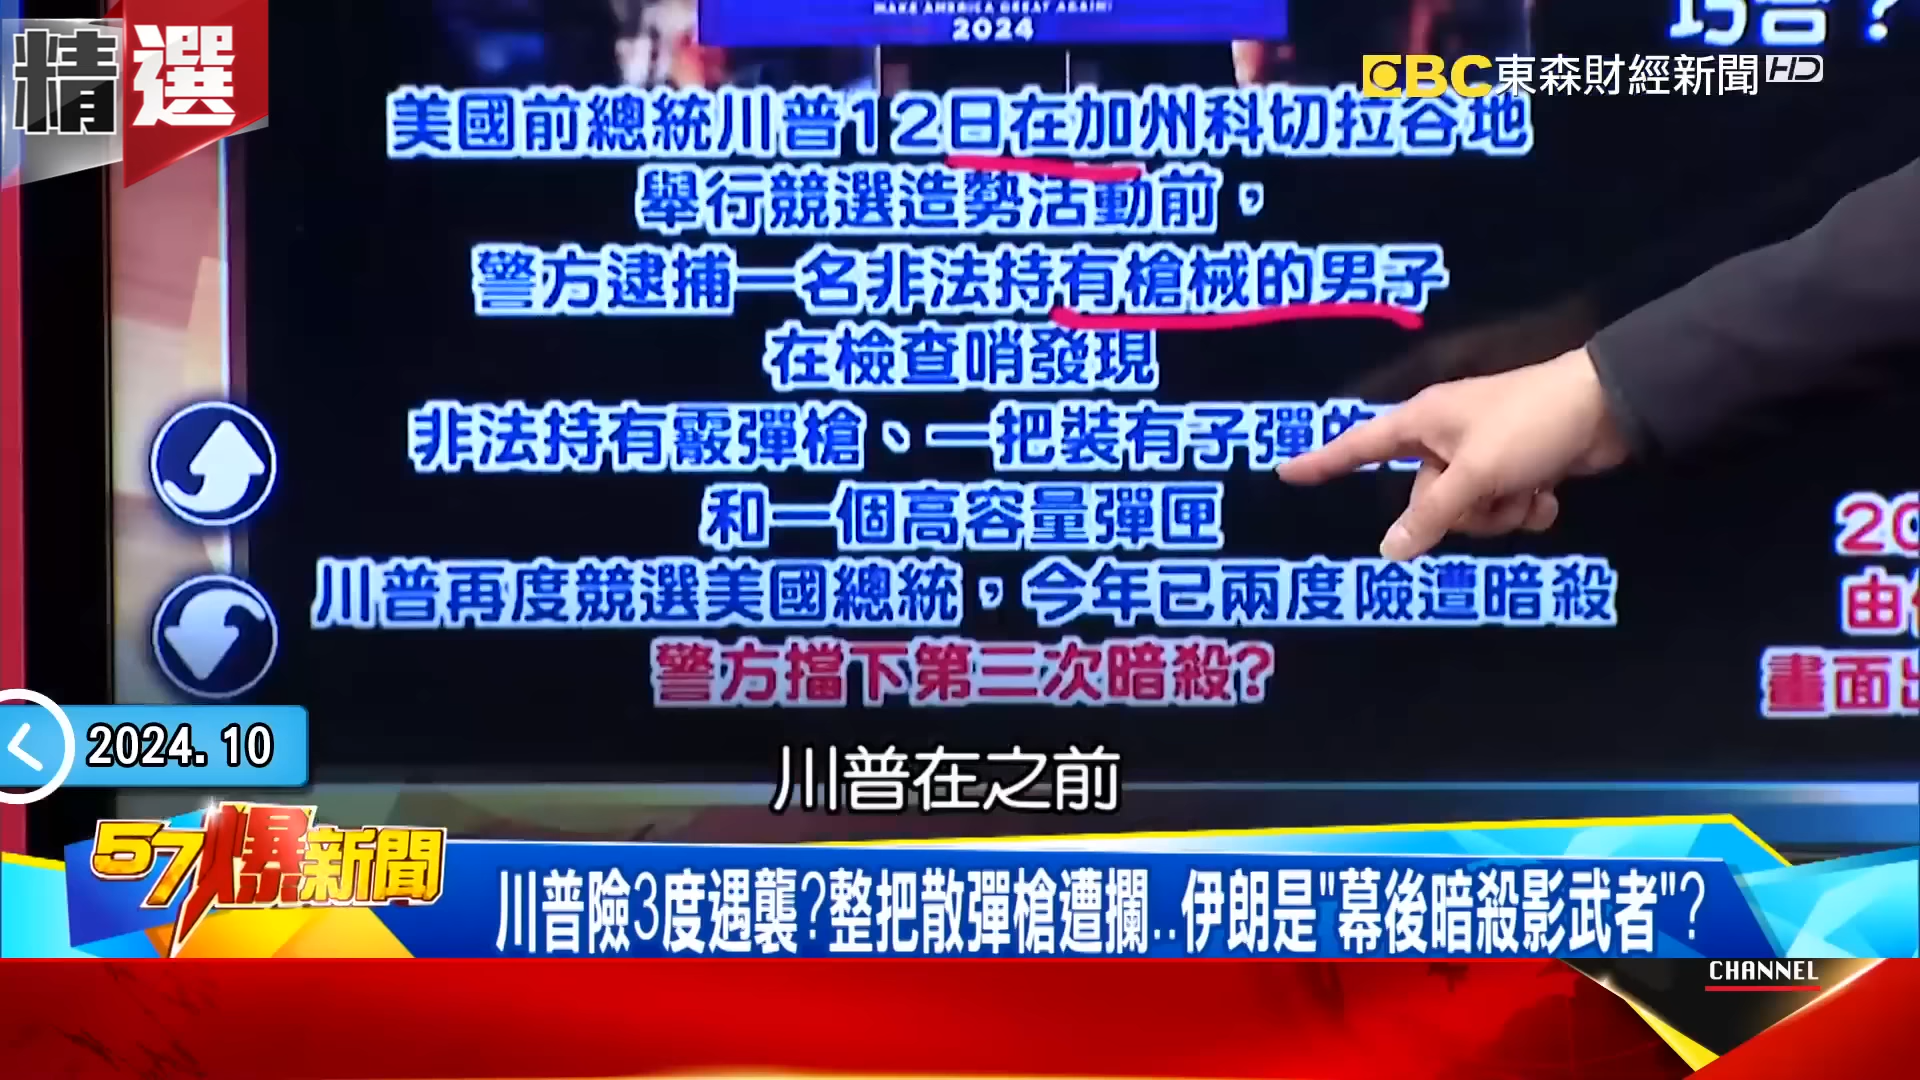 精選
MAKE AMERICA GREAT AGAIN!
2024
巧合？
EBC東森財經新聞HD
美國前總統川普12日在加州科切拉谷地
舉行競選造勢活動前，
警方逮捕一名非法持有槍械的男子
在檢查哨發現
非法持有霰彈槍、一把裝有子彈的
和一個高容量彈匣
川普再度競選美國總統，今年已兩度險遭暗殺
警方擋下第三次暗殺?
20
由
畫面出
2024.10
川普在之前
57爆新聞
川普險3度遇襲?整把散彈槍遭攔..伊朗是"幕後暗殺影武者"?
CHANNEL